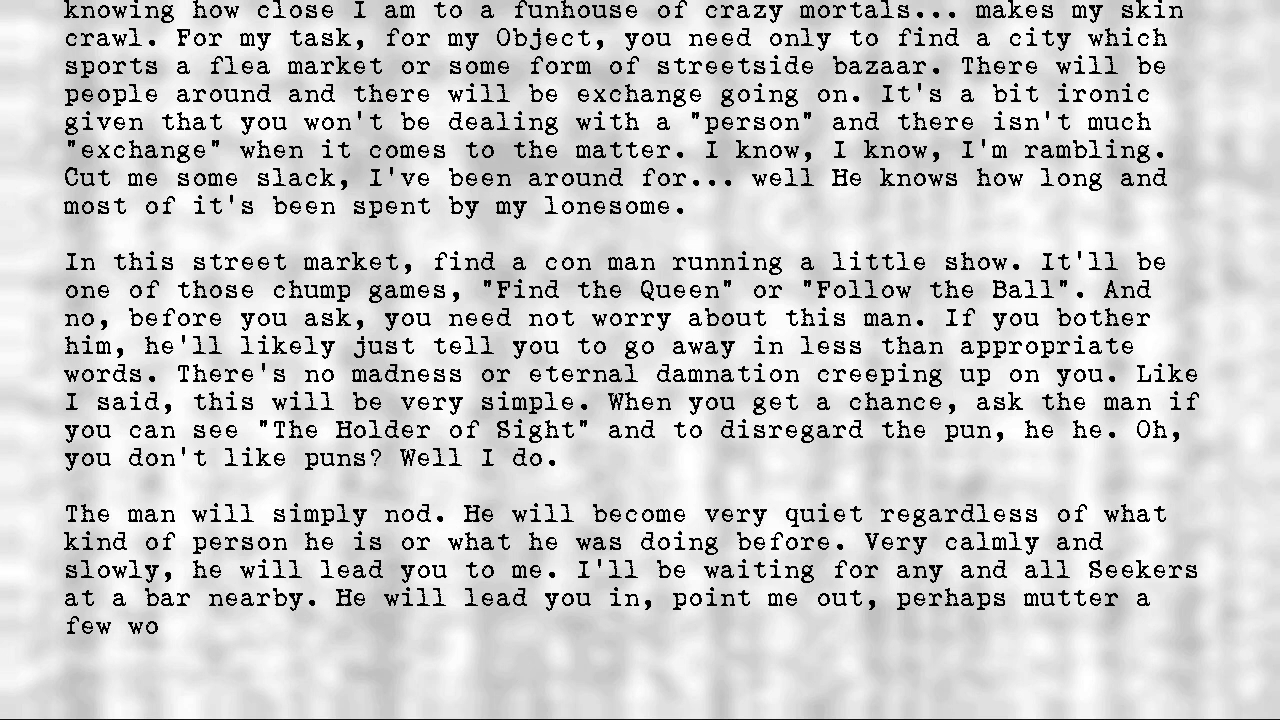 knowing how close I am to a funhouse of crazy mortals... makes my skin
crawl. For my task, for my Object, you need only to find a city which
sports a flea market or some form of streetside bazaar. There will be
people around and there will be exchange going on. It's a bit ironic
given that you won't be dealing with a "person" and there isn't much
"exchange" when it comes to the matter. I know, I know, I'm rambling.
Cut me some slack, I've been around for... well He knows how long and
most of it's been spent by my lonesome.
In this street market, find a con man running a little show. It'll be
one of those chump games, "Find the Queen" or "Follow the Ball". And
no, before you ask, you need not worry about this man. If you bother
him, he'll likely just tell you to go away in less than appropriate
words. There's no madness or eternal damnation creeping up on you. Like
I said, this will be very simple. When you get a chance, ask the man if
you can see "The Holder of Sight" and to disregard the pun, he he. Oh,
you don't like puns? Well I do.
The man will simply nod. He will become very quiet regardless of what
kind of person he is or what he was doing before. Very calmly and
slowly, he will lead you to me. I'll be waiting for any and all Seekers
at a bar nearby. He will lead you in, point me out, perhaps mutter a
few wo